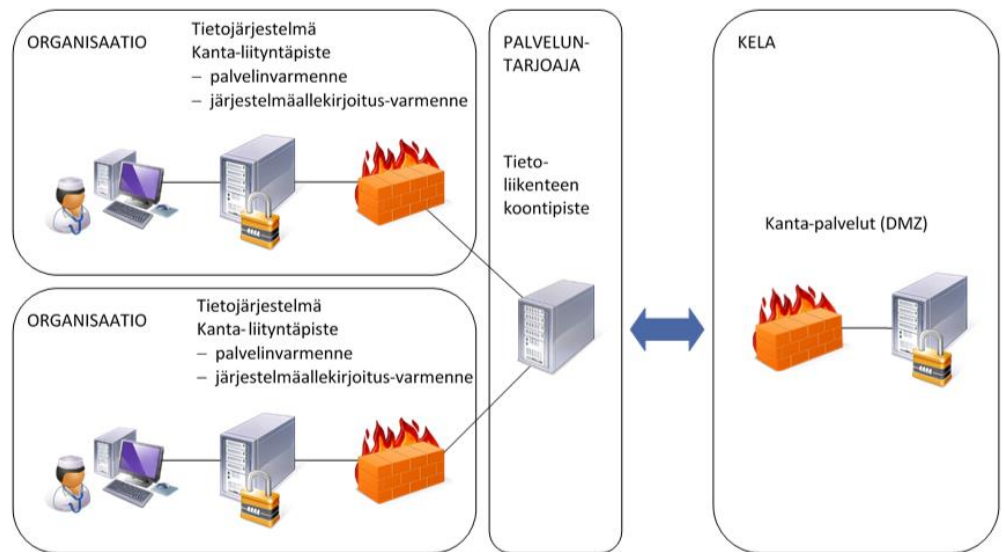 ORGANISAATIO
Tietojärjestelmä
Kanta-liityntäpiste
– palvelinvarmenne
– järjestelmäallekirjoitus-varmenne
ORGANISAATIO
Tietojärjestelmä
Kanta- liityntäpiste
– palvelinvarmenne
– järjestelmäallekirjoitus-varmenne
PALVELUN-
TARJOAJA
Tieto-
liikenteen
koontipiste
KELA
Kanta-palvelut (DMZ)